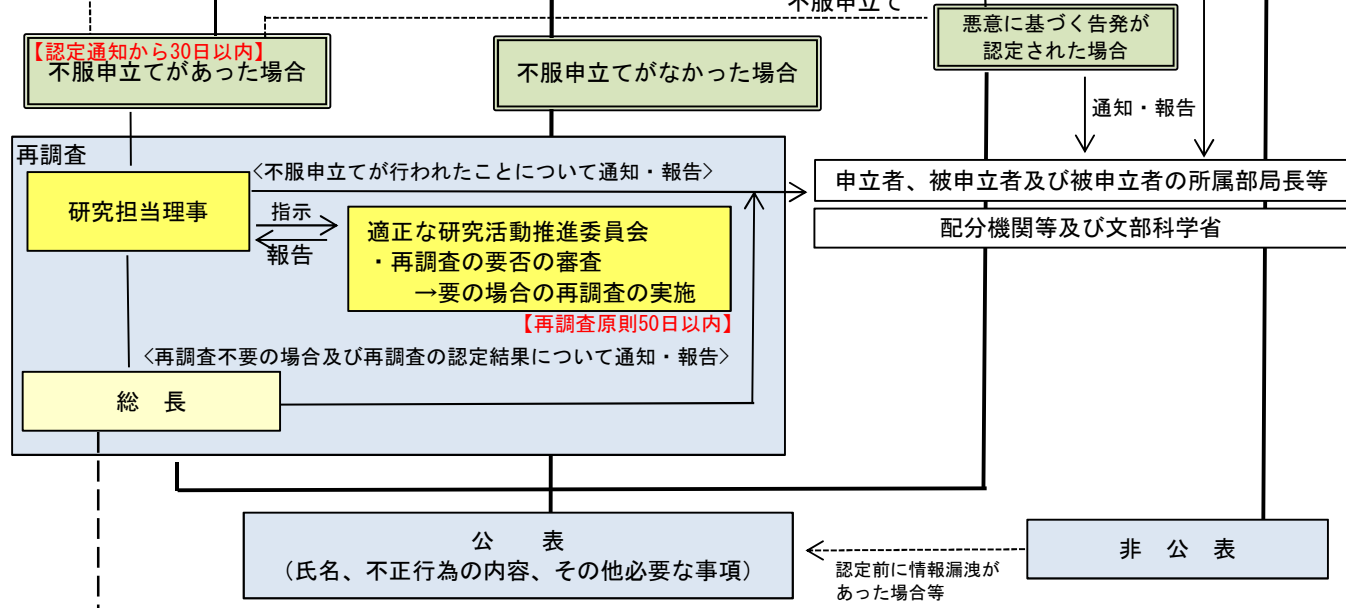 不服申立て
悪意に基づく告発が
認定された場合
【認定通知から30日以内】
不服申立てがあった場合
不服申立てがなかった場合
通知・報告
再調査
〈不服申立てが行われたことについて通知・報告〉
研究担当理事
指示
報告
適正な研究活動推進委員会
・再調査の要否の審査
→要の場合の再調査の実施
【再調査原則50日以内】
申立者、被申立者及び被申立者の所属部局長等
配分機関等及び文部科学省
〈再調査不要の場合及び再調査の認定結果について通知・報告〉
総　長
公　　表
（氏名、不正行為の内容、その他必要な事項）
認定前に情報漏洩が
あった場合等
非　公　表